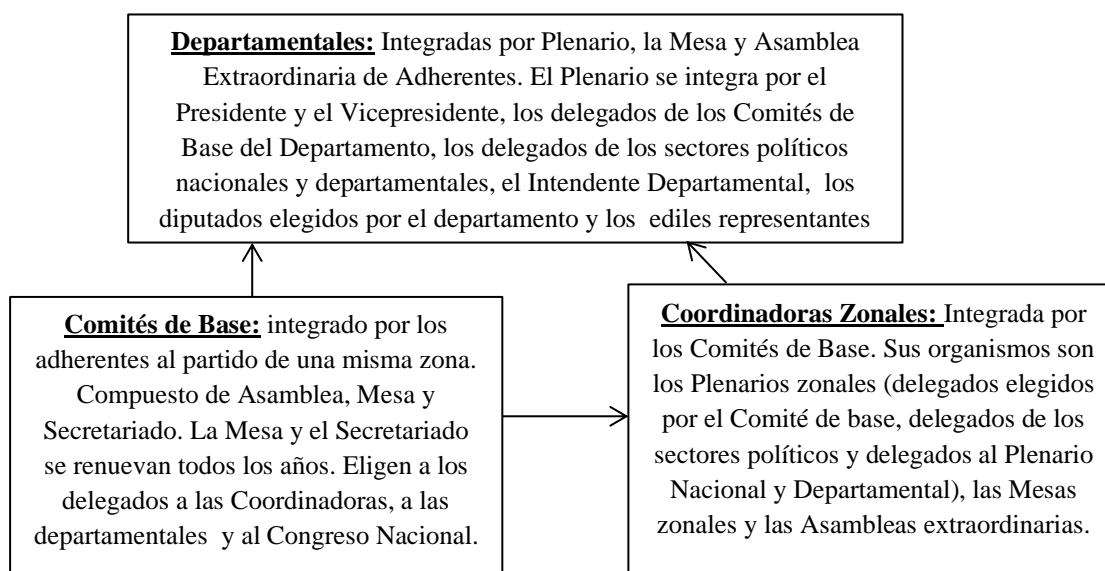 Departamentales: Integradas por Plenario, la Mesa y Asamblea
Extraordinaria de Adherentes. El Plenario se integra por el
Presidente y el Vicepresidente, los delegados de los Comités de
Base del Departamento, los delegados de los sectores políticos
nacionales y departamentales, el Intendente Departamental, los
diputados elegidos por el departamento y los ediles representantes
Comités de Base: integrado por los
adherentes al partido de una misma zona.
Compuesto de Asamblea, Mesa y
Secretariado. La Mesa y el Secretariado
se renuevan todos los años. Eligen a los
delegados a las Coordinadoras, a las
departamentales y al Congreso Nacional.
Coordinadoras Zonales: Integrada por
los Comités de Base. Sus organismos son
los Plenarios zonales (delegados elegidos
por el Comité de base, delegados de los
sectores políticos y delegados al Plenario
Nacional y Departamental), las Mesas
zonales y las Asambleas extraordinarias.